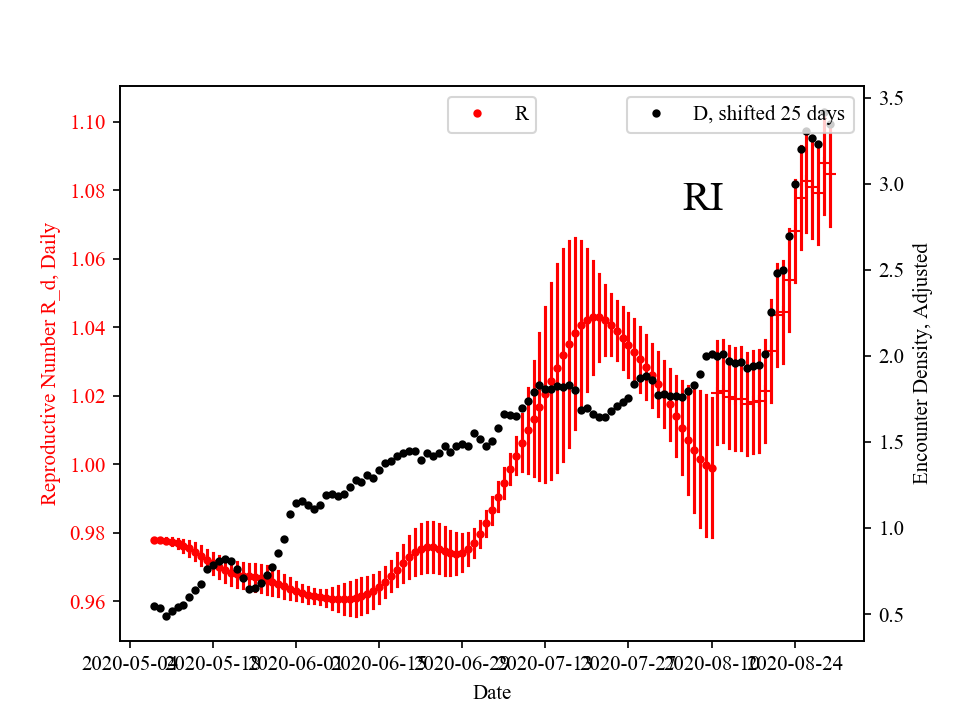 R
D, shifted 25 days
RI
Reproductive Number R_d, Daily
1.10
1.08
1.06
1.04
1.02
1.00
0.98
0.96
3.5
3.0
2.5
2.0
1.5
1.0
0.5
Encounter Density, Adjusted
2020-05-04 2020-05-18 2020-06-01 2020-06-15 2020-06-29 2020-07-13 2020-07-27 2020-08-10 2020-08-24
Date